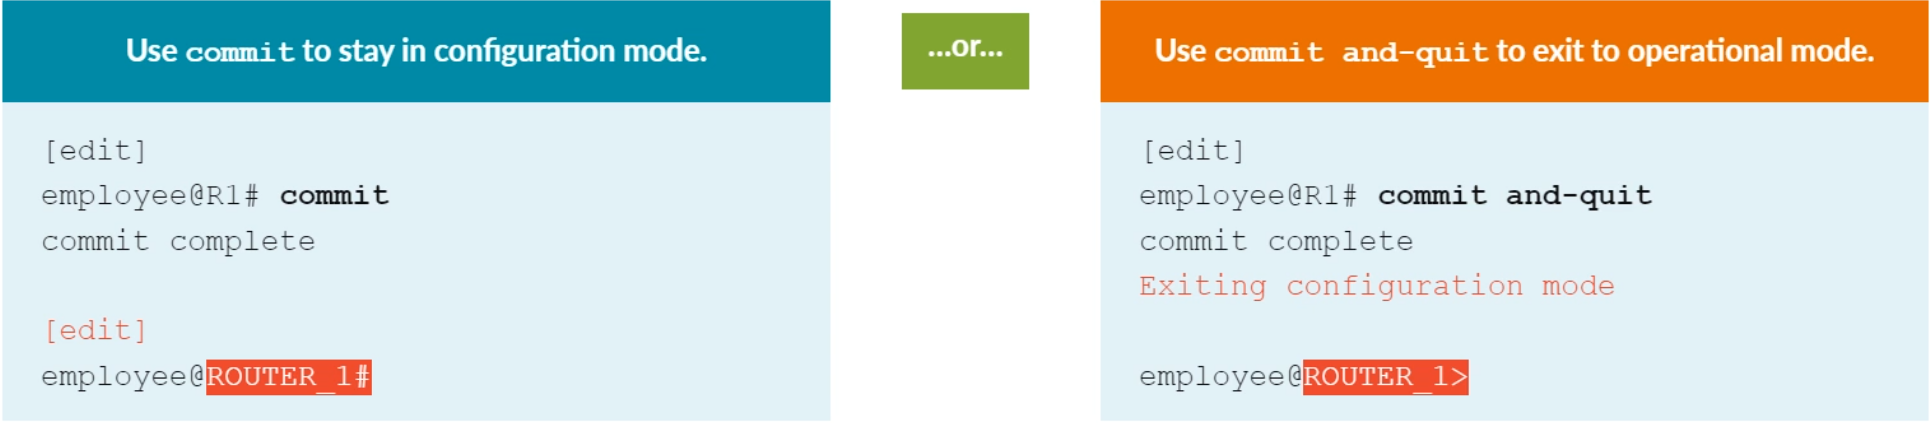 Use commit to stay in configuration mode.
[edit]
employee@R1# commit
commit complete
[edit]
employee@ROUTER_1#
...or...
Use commit and-quit to exit to operational mode.
[edit]
employee@R1# commit and-quit
commit complete
Exiting configuration mode
employee@ROUTER_1>